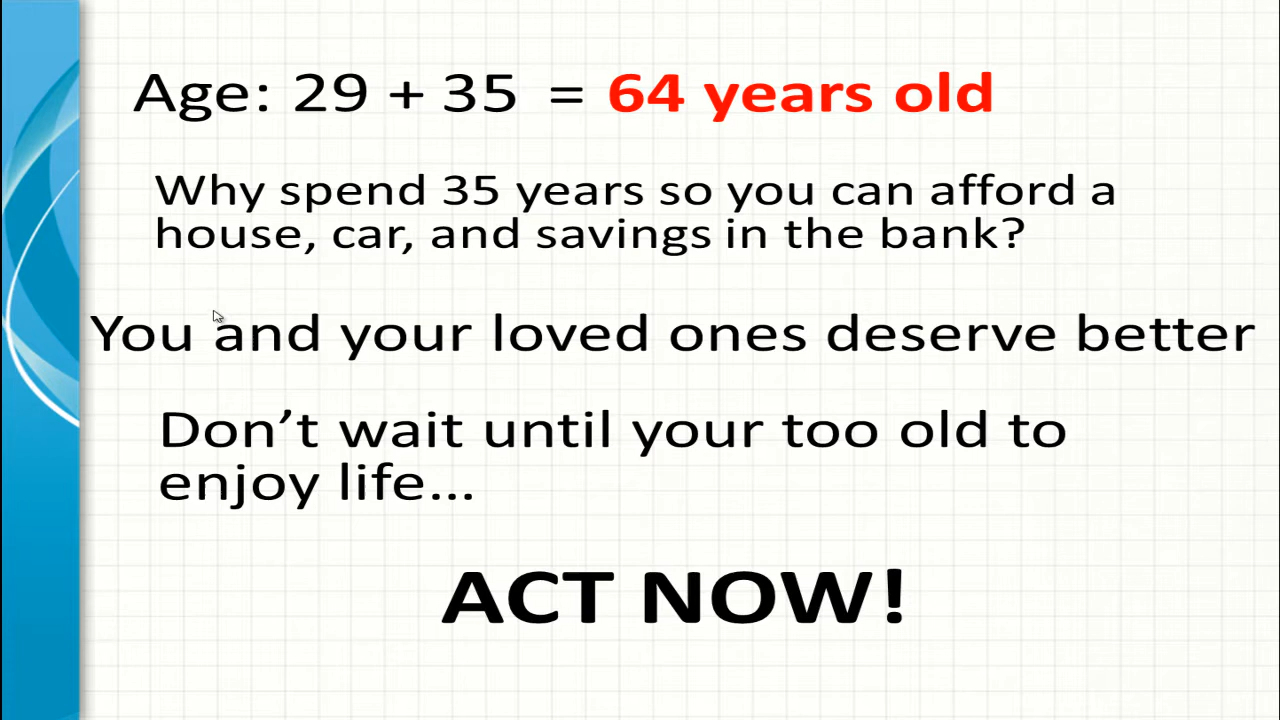 Age: 29 + 35 = 64 years old
Why spend 35 years so you can afford a
house, car, and savings in the bank?
You and your loved ones deserve better
Don’t wait until your too old to
enjoy life...
ACT NOW!